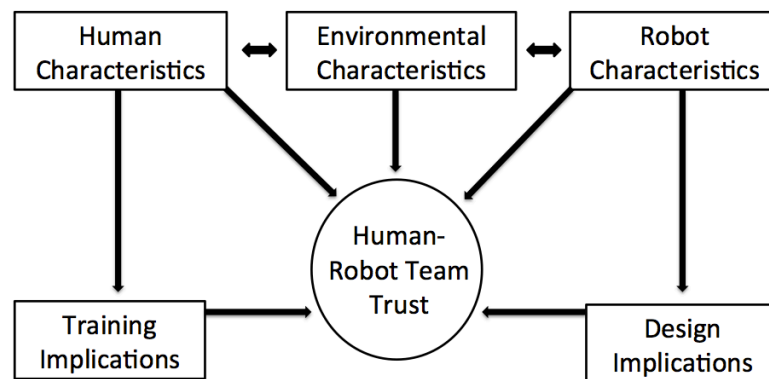 Human
Characteristics
Environmental
Characteristics
Robot
Characteristics
Human-
Robot Team
Trust
Training
Implications
Design
Implications